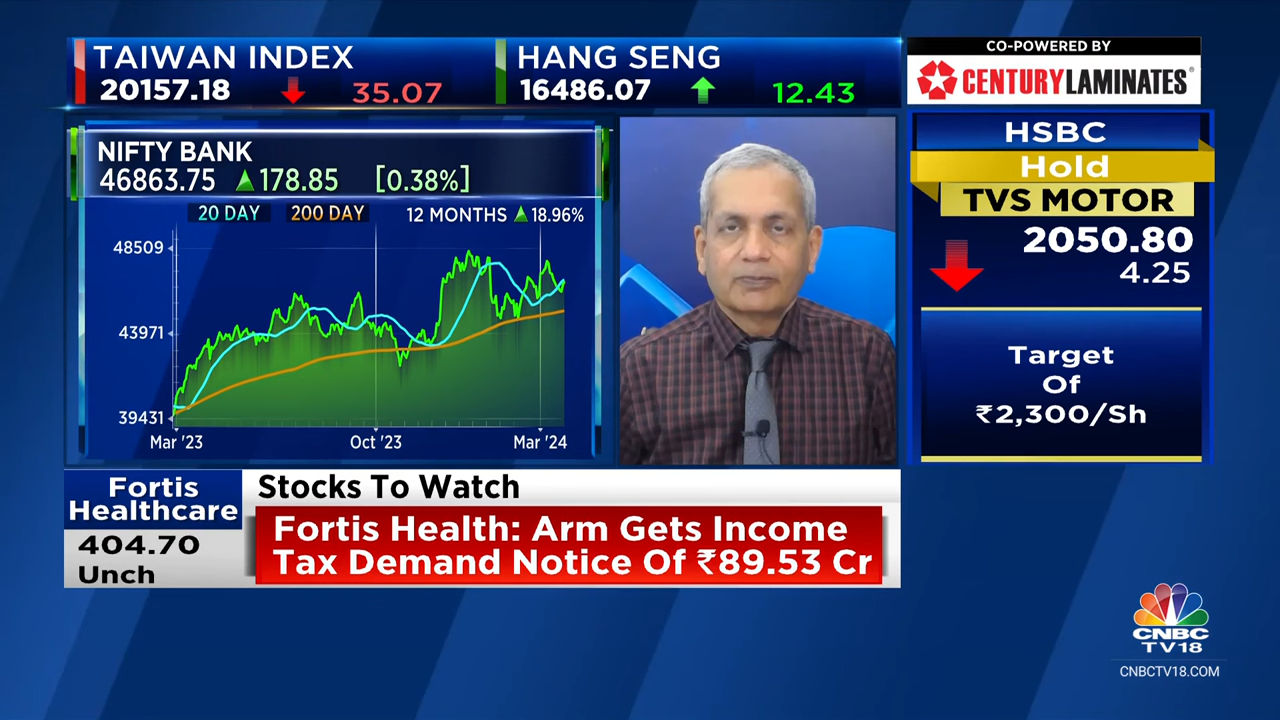 TAIWAN INDEX
20157.18 35.07
HANG SENG
16486.07 12.43
CO-POWERED BY
CENTURYLAMINATES®
NIFTY BANK
46863.75 178.85 [0.38%]
20 DAY 200 DAY 12 MONTHS 18.96%
48509
43971
39431
Mar '23 Oct '23 Mar '24
HSBC
Hold
TVS MOTOR
2050.80
4.25
Target
Of
₹2,300/Sh
Fortis
Healthcare
404.70
Unch
Stocks To Watch
Fortis Health: Arm Gets Income
Tax Demand Notice Of ₹89.53 Cr
CNBC
TV18
CNBCTV18.COM